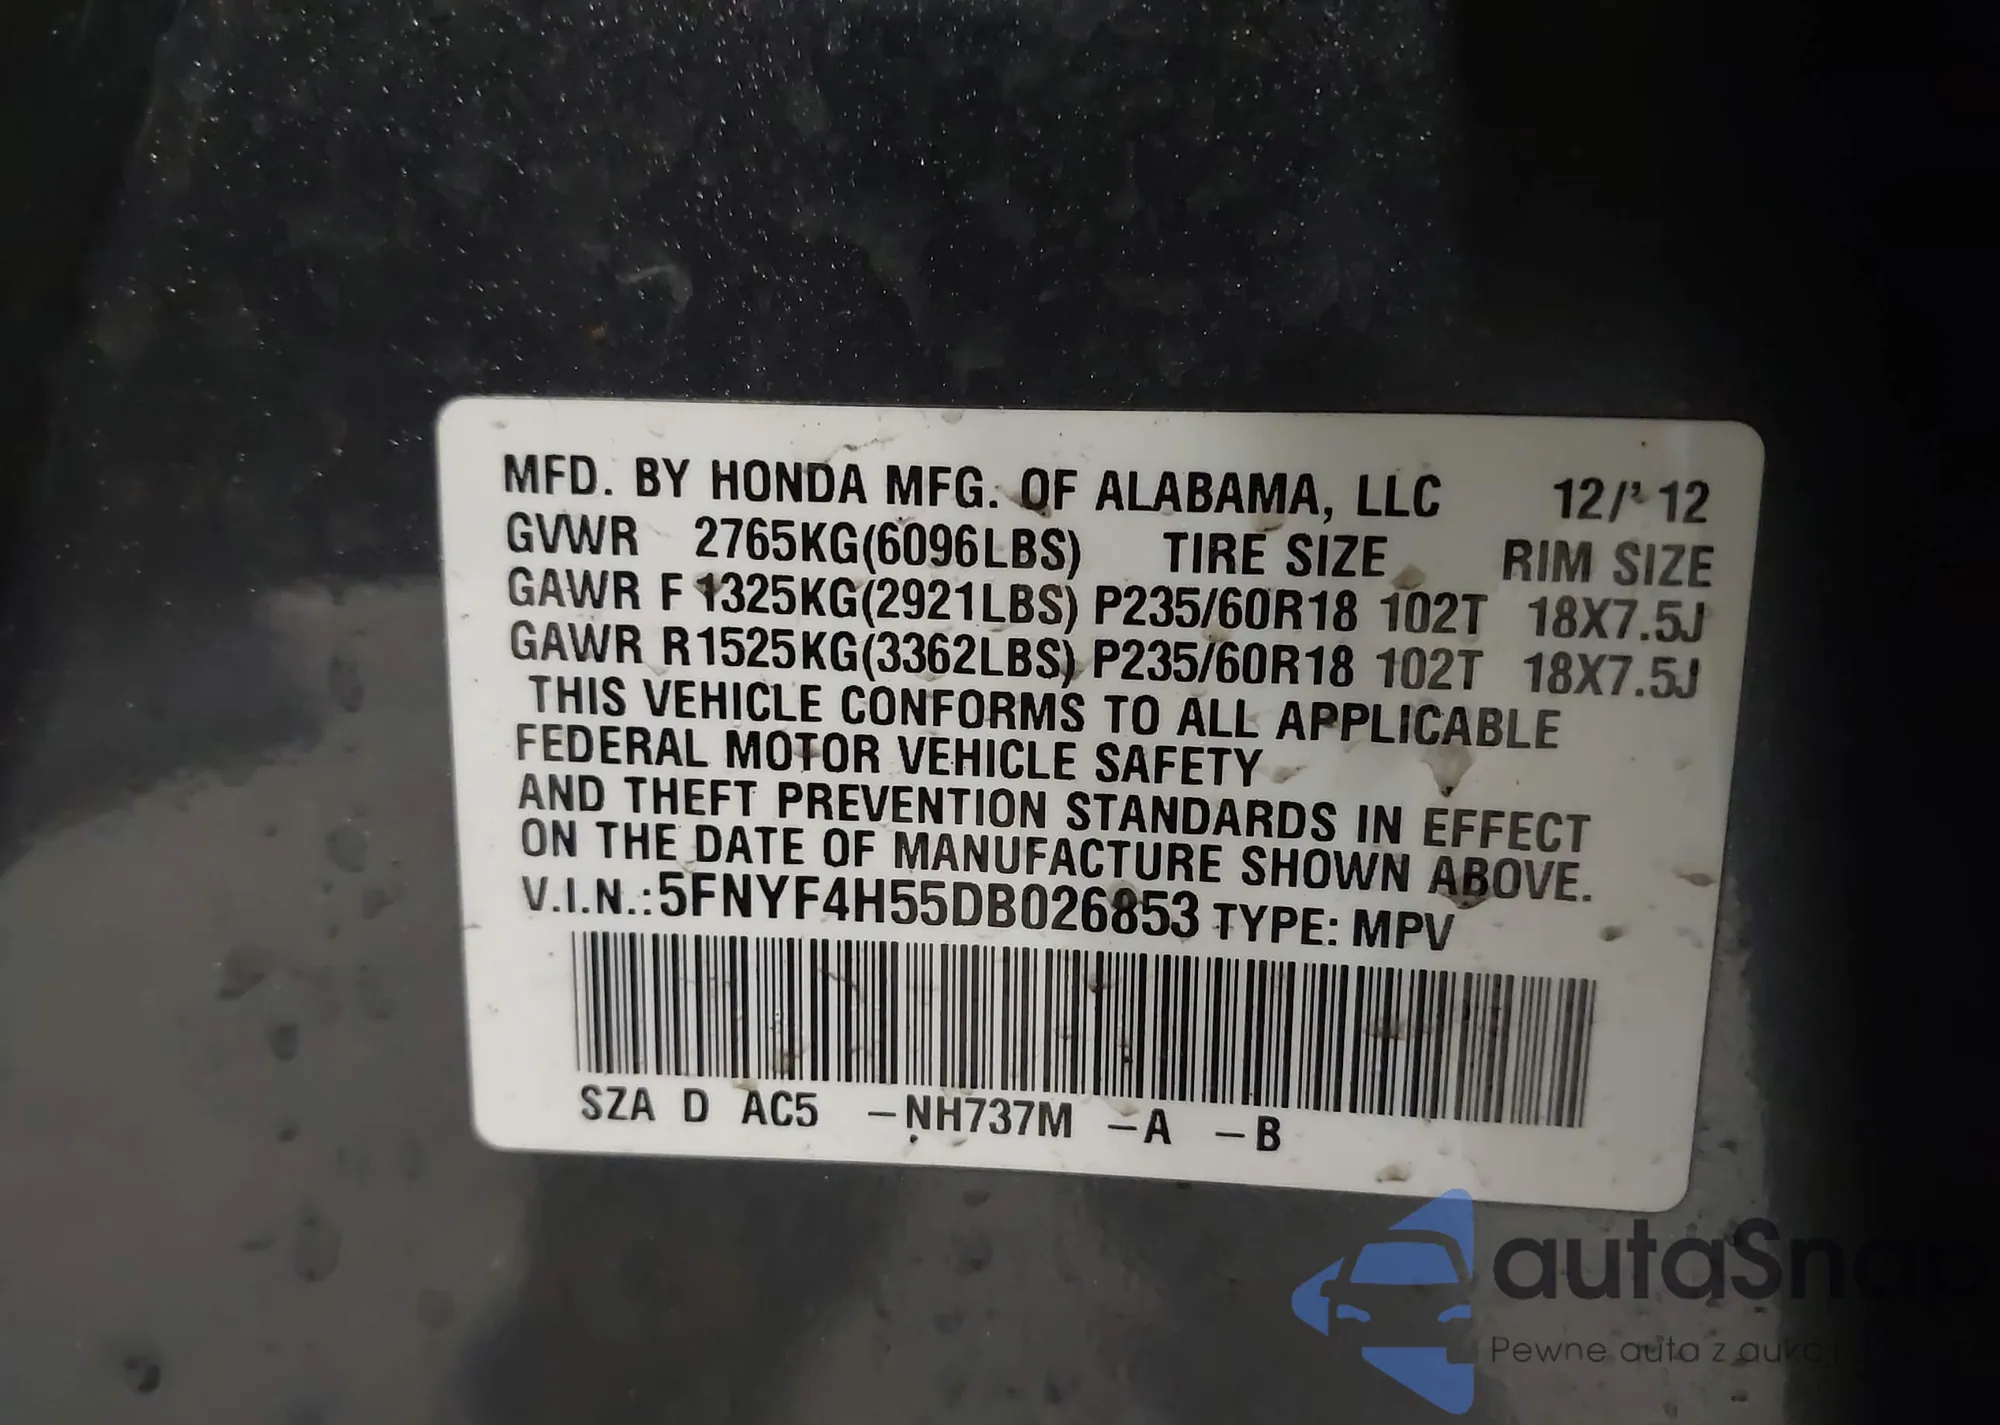 MFD. BY HONDA MFG. OF ALABAMA, LLC 12/'12
GVWR 2765KG(6096LBS) TIRE SIZE RIM SIZE
GAWR F 1325KG(2921LBS) P235/60R18 102T 18X7.5J
GAWR R1525KG(3362LBS) P235/60R18 102T 18X7.5J
THIS VEHICLE CONFORMS TO ALL APPLICABLE
FEDERAL MOTOR VEHICLE SAFETY
AND THEFT PREVENTION STANDARDS IN EFFECT
ON THE DATE OF MANUFACTURE SHOWN ABOVE.
V.I.N.:5FNYF4H55DB026853 TYPE: MPV
SZA D AC5 -NH737M -A -B
autaSnap
Pewne auta z aukcji